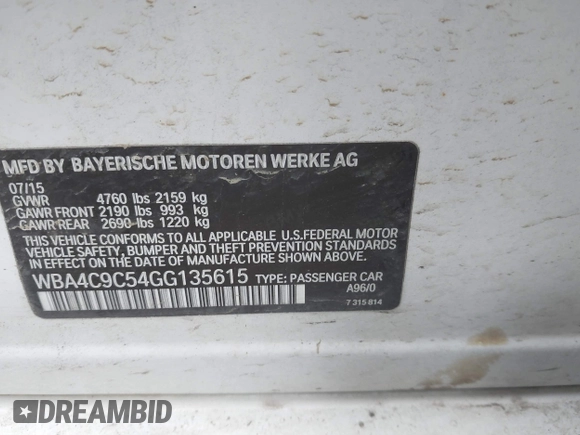 MFD BY BAYERISCHE MOTOREN WERKE AG
07/15
GVWR 4760 lbs 2159 kg
GAWR FRONT 2190 lbs 993 kg
GAWR REAR 2690 lbs 1220 kg
THIS VEHICLE CONFORMS TO ALL APPLICABLE U.S.FEDERAL MOTOR
VEHICLE SAFETY, BUMPER AND THEFT PREVENTION STANDARDS
IN EFFECT ON THE DATE OF MANUFACTURE SHOWN ABOVE.
WBA4C9C54GG135615 TYPE: PASSENGER CAR
A96/0
7 315 814
DREAMBID